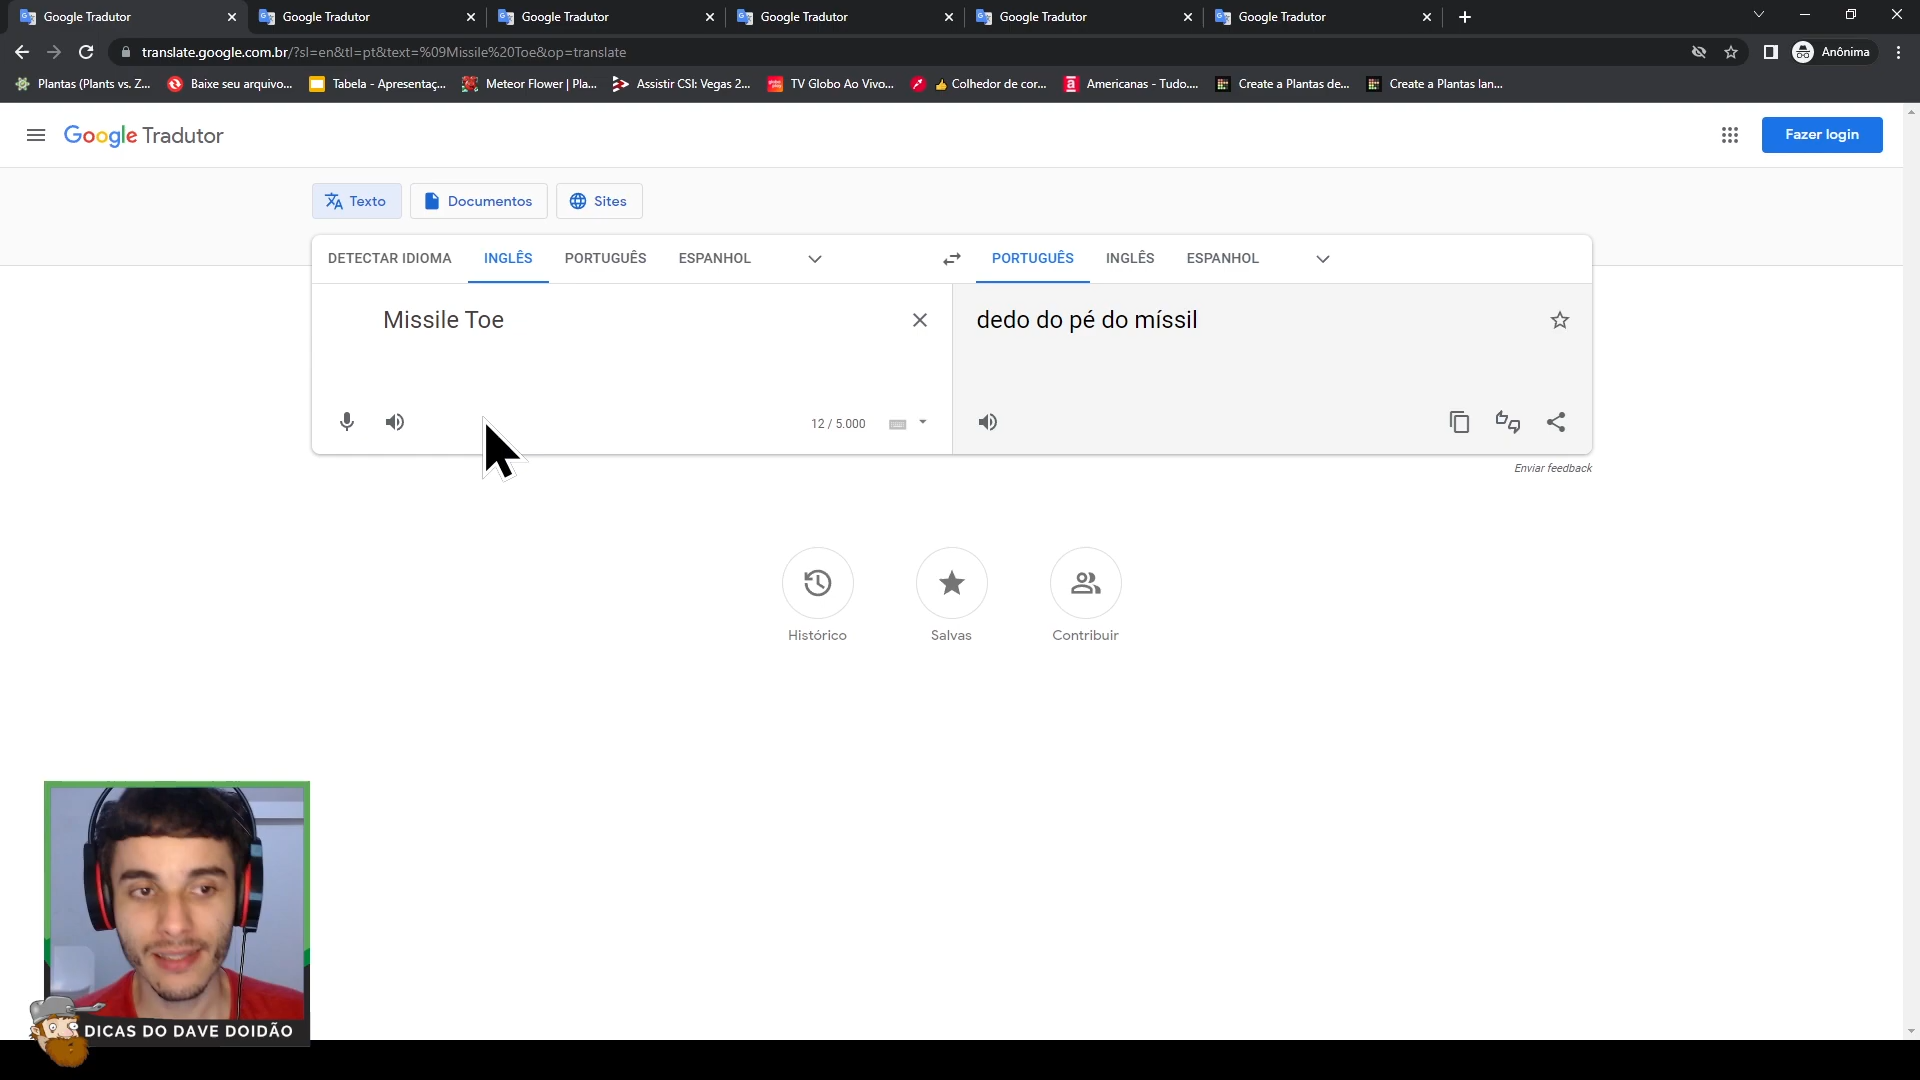 Google Tradutor
Google Tradutor
Google Tradutor
Google Tradutor
Google Tradutor
Google Tradutor
translate.google.com.br/?sl=en&tl=pt&text=%09Missile%20Toe&op=translate
Anônima
Plantas (Plants vs. Z...
Baixe seu arquivo...
Tabela - Apresentaç...
Meteor Flower | Pla...
Assistir CSI: Vegas 2...
TV Globo Ao Vivo...
Colhedor de cor...
Americanas - Tudo....
Create a Plantas de...
Create a Plantas lan...
Google Tradutor
Fazer login
Texto
Documentos
Sites
DETECTAR IDIOMA
INGLÊS
PORTUGUÊS
ESPANHOL
PORTUGUÊS
INGLÊS
ESPANHOL
Missile Toe
dedo do pé do míssil
12 / 5.000
Enviar feedback
Histórico
Salvas
Contribuir
DICAS DO DAVE DOIDÃO